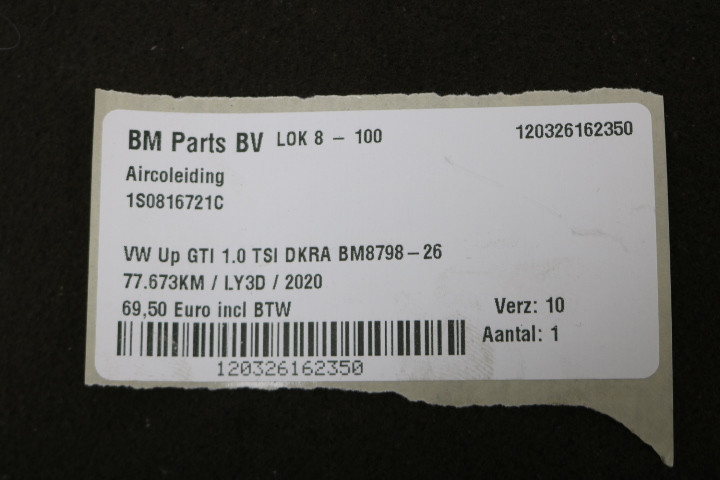 BM Parts BV LOK 8 - 100 120326162350
Aircoleiding
1S0816721C
VW Up GTI 1.0 TSI DKRA BM8798-26
77.673KM / LY3D / 2020
69,50 Euro incl BTW Verz: 10
Aantal: 1
120326162350